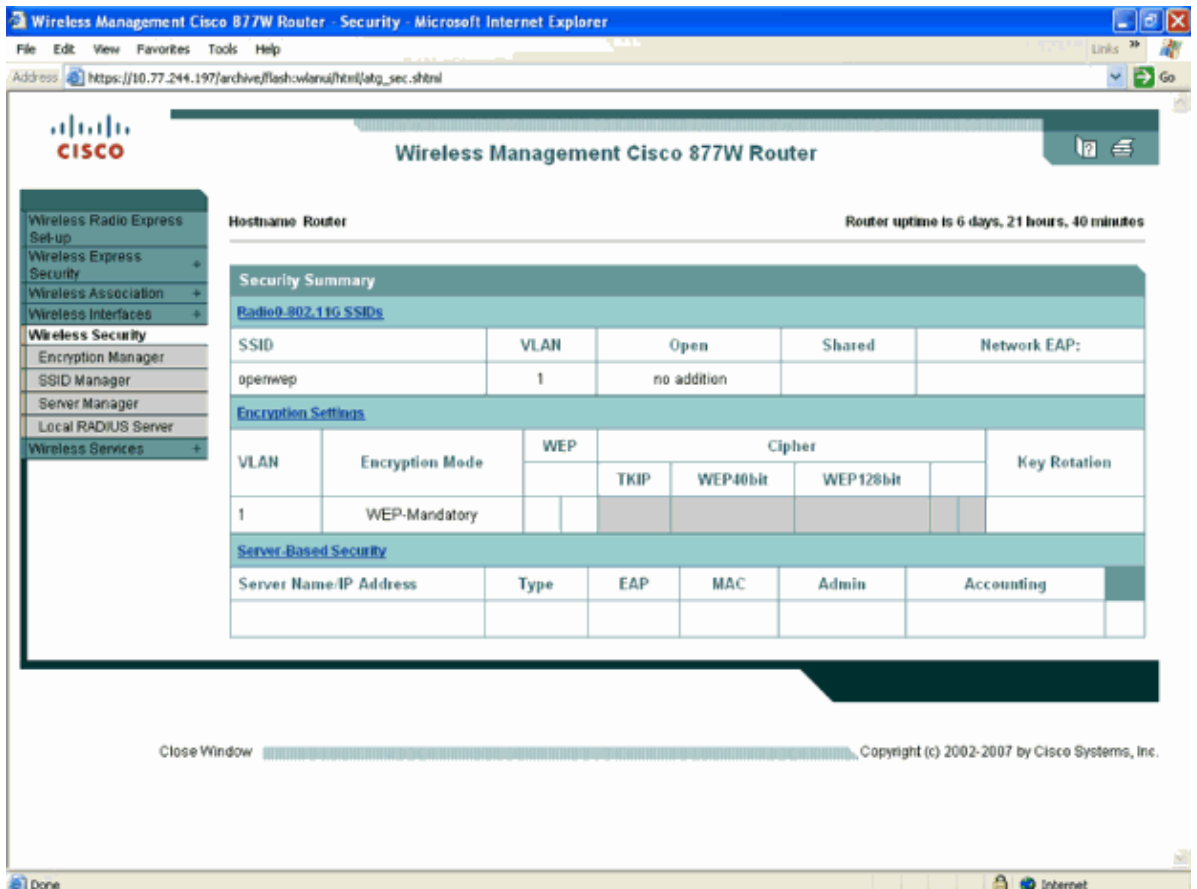 Wireless Management Cisco 877W Router - Security - Microsoft Internet Explorer
File Edit View Favorites Tools Help
Links »
Address https://10.77.244.197/archive/flash:wlanui/html/atg_sec.shtml
Go
CISCO
Wireless Management Cisco 877W Router
Wireless Radio Express Set-up
Wireless Express Security +
Wireless Association +
Wireless Interfaces +
Wireless Security
Encryption Manager
SSID Manager
Server Manager
Local RADIUS Server
Wireless Services +
Hostname Router
Router uptime is 6 days, 21 hours, 40 minutes
Security Summary
Radio0-802.11G SSIDs
SSID VLAN Open Shared Network EAP:
openwep 1 no addition
Encryption Settings
VLAN Encryption Mode WEP Cipher Key Rotation
TKIP WEP40bit WEP128bit
1 WEP-Mandatory
Server-Based Security
Server Name/IP Address Type EAP MAC Admin Accounting
Close Window
Copyright (c) 2002-2007 by Cisco Systems, Inc.
Done
Internet